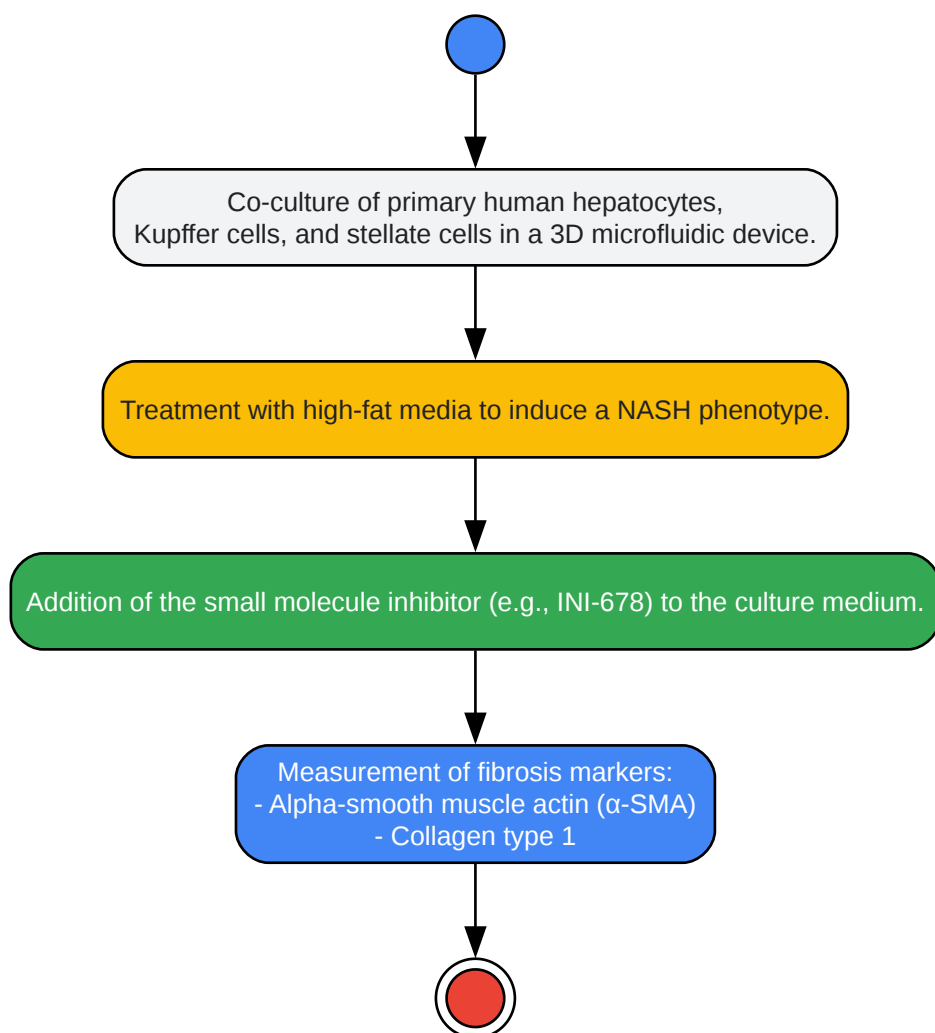 Co-culture of primary human hepatocytes,
Kupffer cells, and stellate cells in a 3D microfluidic device.
Treatment with high-fat media to induce a NASH phenotype.
Addition of the small molecule inhibitor (e.g., INI-678) to the culture medium.
Measurement of fibrosis markers:
- Alpha-smooth muscle actin (α-SMA)
- Collagen type 1